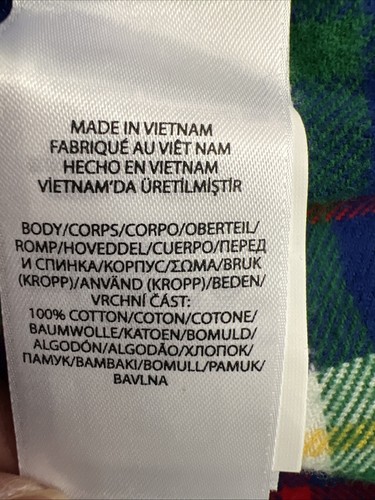 MADE IN VIETNAM
FABRIQUÉ AU VIÊT NAM
HECHO EN VIETNAM
VİETNAM'DA ÜRETİLMİŞTİR
BODY/CORPS/CORPO/OBERTEIL/
ROMP/HOVEDDEL/CUERPO/ПЕРЕД
И СПИНКА/КОРПУС/ΣΩΜΑ/BRUK
(KROPP)/ANVÄND (KROPP)/BEDEN/
VRCHNÍ ČÁST:
100% COTTON/COTON/COTONE/
BAUMWOLLE/KATOEN/BOMULD/
ALGODÓN/ALGODÃO/ХЛОПОК/
ПАМУК/BAMBAKI/BOMULL/PAMUK/
BAVLNA